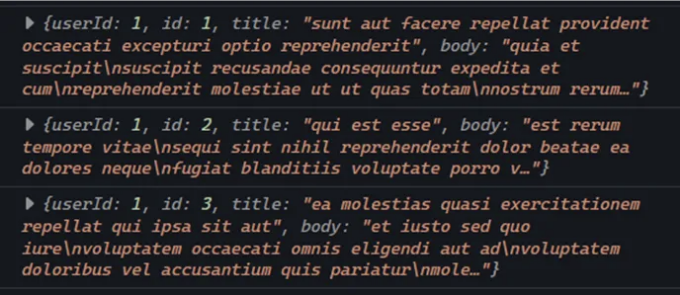 {userId: 1, id: 1, title: "sunt aut facere repellat provident
occaecati excepturi optio reprehenderit", body: "quia et
suscipit\nsuscipit recusandae consequuntur expedita et
cum\nreprehenderit molestiae ut ut quas totam\nnostrum rerum…"}
{userId: 1, id: 2, title: "qui est esse", body: "est rerum
tempore vitae\nsequi sint nihil reprehenderit dolor beatae ea
dolores neque\nfugiat blanditiis voluptate porro v…"}
{userId: 1, id: 3, title: "ea molestias quasi exercitationem
repellat qui ipsa sit aut", body: "et iusto sed quo
iure\nvoluptatem occaecati omnis eligendi aut ad\nvoluptatem
doloribus vel accusantium quis pariatur\nmole…"}